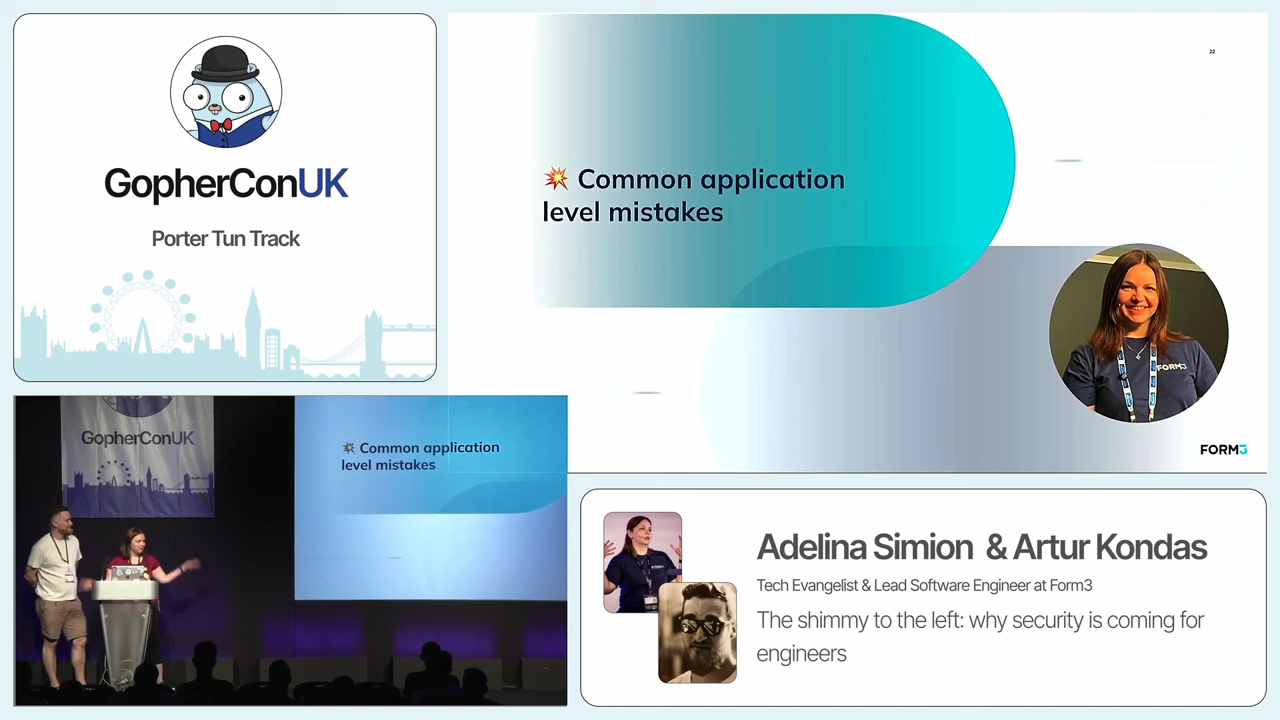 GopherConUK
Porter Tun Track
22
💥 Common application
level mistakes
FORM3
FORM3
GopherConUK
💥 Common application
level mistakes
Adelina Simion & Artur Kondas
Tech Evangelist & Lead Software Engineer at Form3
The shimmy to the left: why security is coming for
engineers